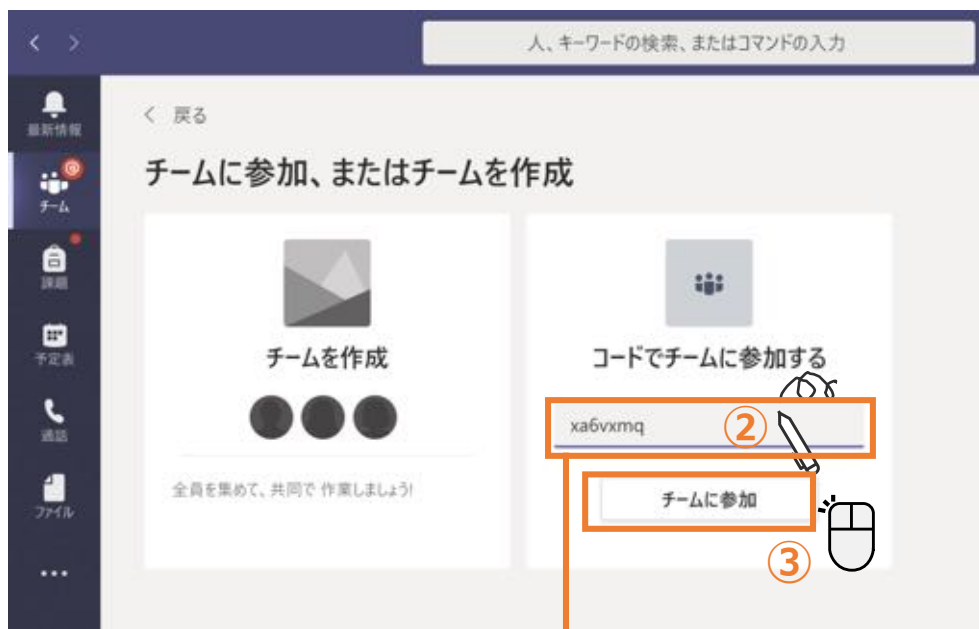 人、キーワードの検索、またはコマンドの入力
最新情報
戻る
チームに参加、またはチームを作成
チーム
課題
予定表
通話
ファイル
チームを作成
全員を集めて、共同で 作業しましょう!
コードでチームに参加する
xa6vxmq
②
チームに参加
③